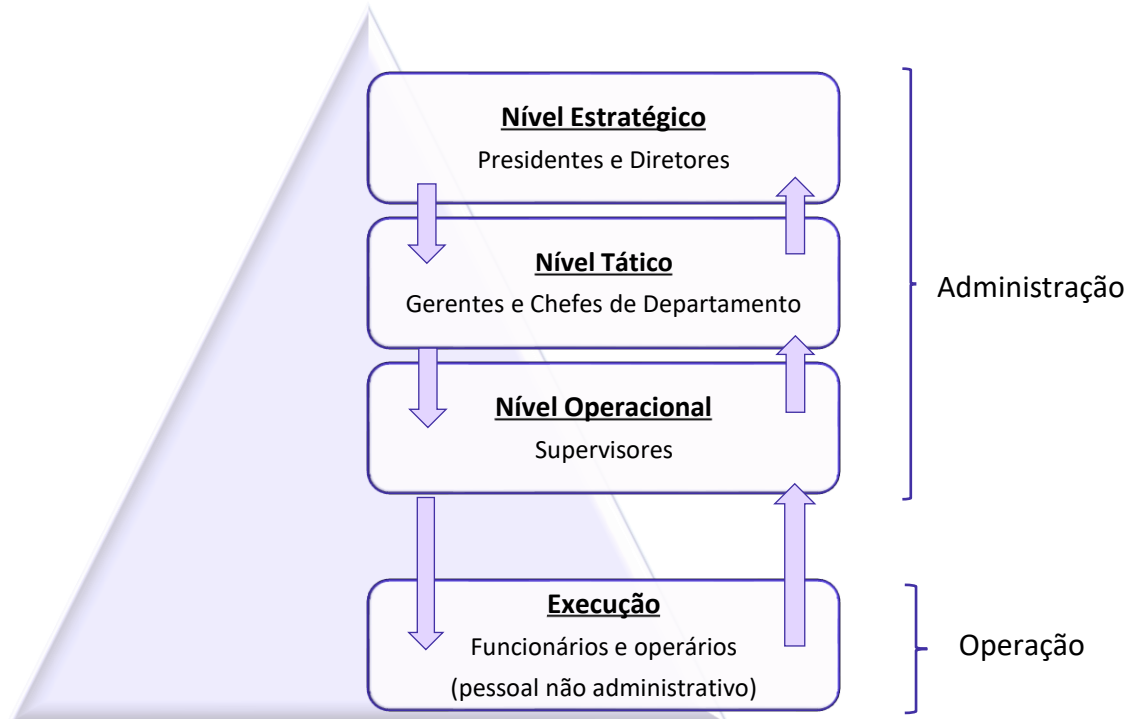 Nível Estratégico
Presidentes e Diretores
Nível Tático
Gerentes e Chefes de Departamento
Administração
Nível Operacional
Supervisores
Execução
Funcionários e operários
(pessoal não administrativo)
Operação